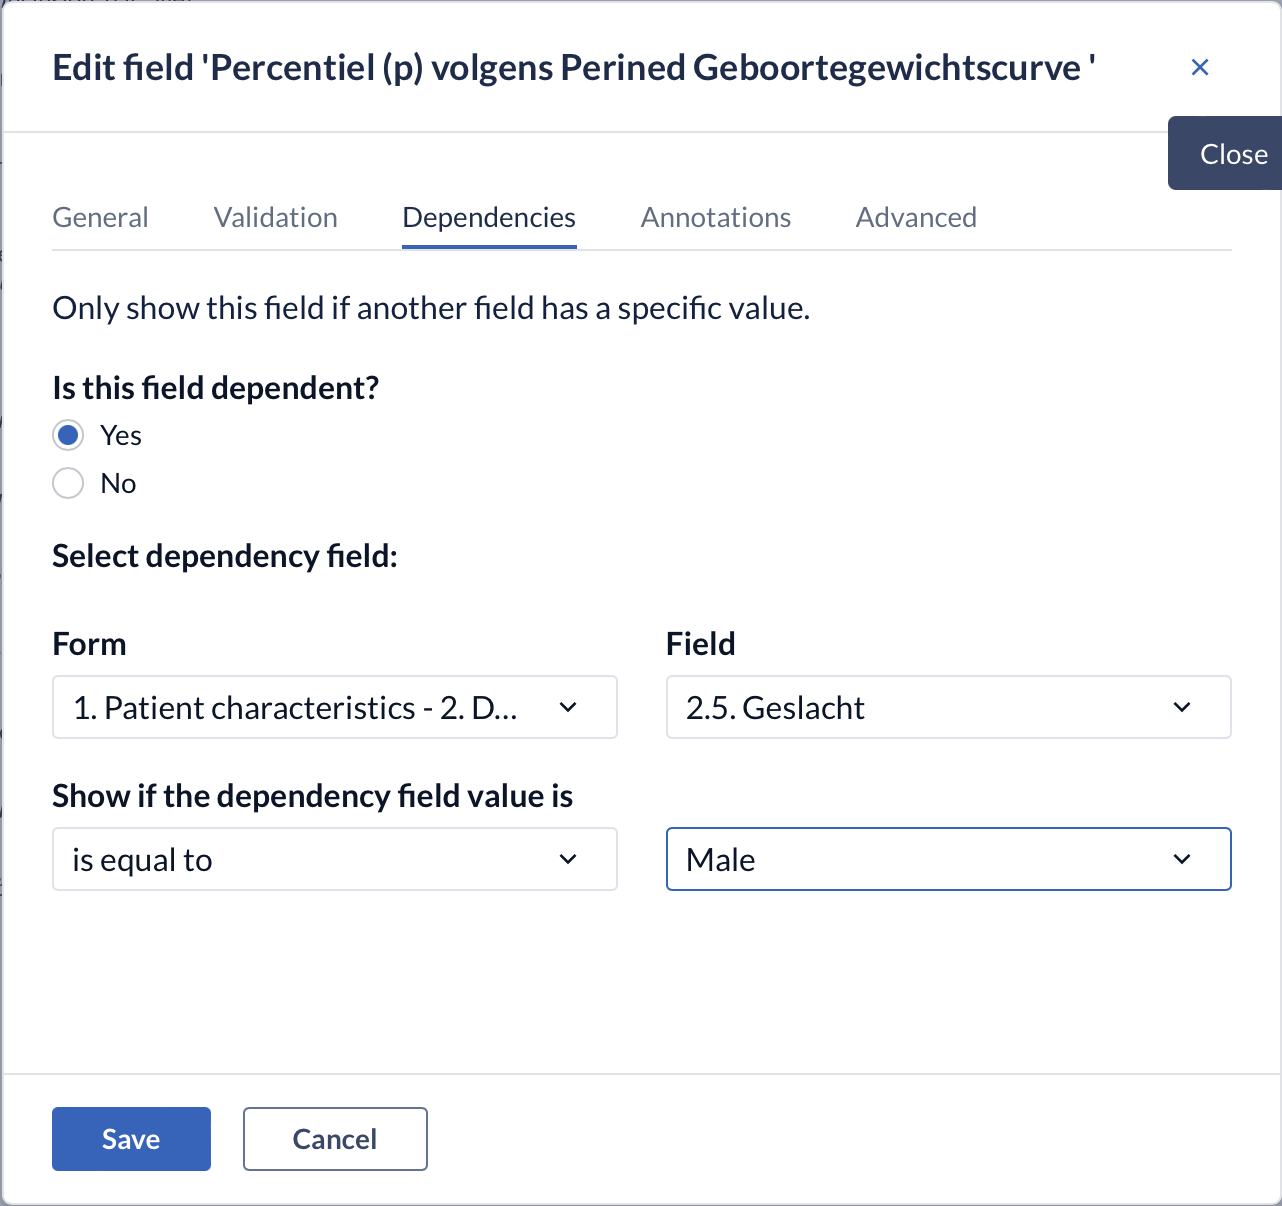 Edit field 'Percentiel (p) volgens Perined Geboortegewichtscurve '
Close
General Validation Dependencies Annotations Advanced
Only show this field if another field has a specific value.
Is this field dependent?
Yes
No
Select dependency field:
Form Field
1. Patient characteristics - 2. D... 2.5. Geslacht
Show if the dependency field value is
is equal to Male
Save Cancel